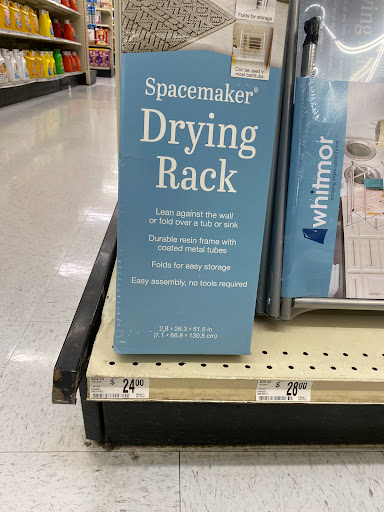 Folds for storage
Can be used in
most bathtubs
Spacemaker®
Drying
Rack
Lean against the wall
or fold over a tub or sink
Durable resin frame with
coated metal tubes
Folds for easy storage
Easy assembly, no tools required
2.8 x 26.3 x 51.5 in
(7.1 x 66.8 x 130.8 cm)
whitmor
$ 24.00
$ 28.00